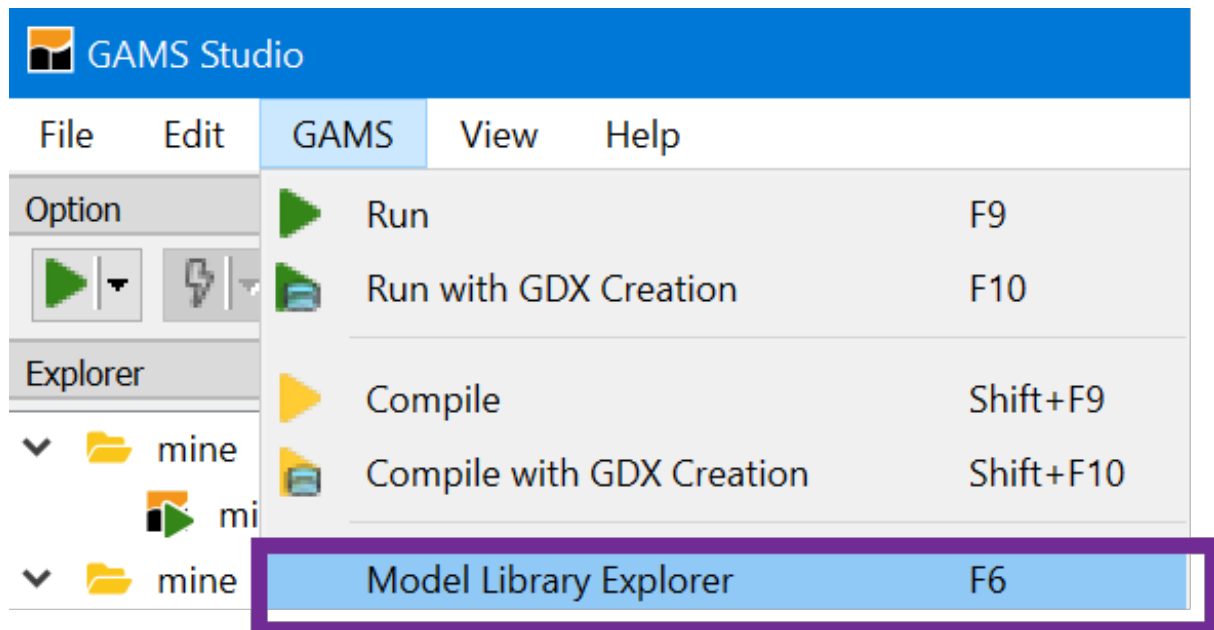 GAMS Studio
File Edit GAMS View Help
Option
Run F9
Run with GDX Creation F10
Explorer
Compile Shift+F9
mine
Compile with GDX Creation Shift+F10
mi
mine
Model Library Explorer F6